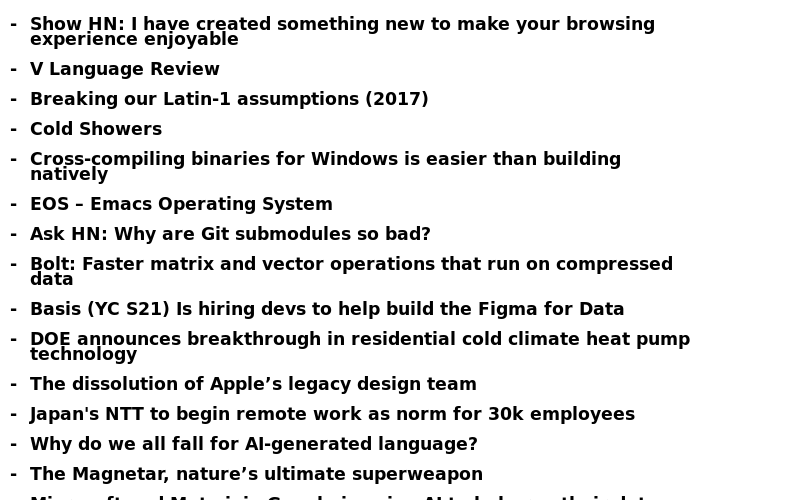 - Show HN: I have created something new to make your browsing
experience enjoyable
- V Language Review
- Breaking our Latin-1 assumptions (2017)
- Cold Showers
- Cross-compiling binaries for Windows is easier than building
natively
- EOS – Emacs Operating System
- Ask HN: Why are Git submodules so bad?
- Bolt: Faster matrix and vector operations that run on compressed
data
- Basis (YC S21) Is hiring devs to help build the Figma for Data
- DOE announces breakthrough in residential cold climate heat pump
technology
- The dissolution of Apple’s legacy design team
- Japan's NTT to begin remote work as norm for 30k employees
- Why do we all fall for AI-generated language?
- The Magnetar, nature’s ultimate superweapon